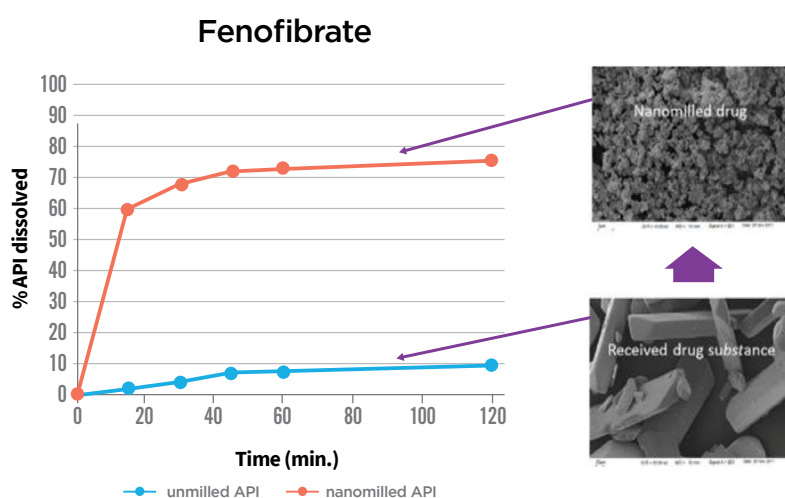 Fenofibrate
100
90
80
70
60
50
40
30
20
10
0
% API dissolved
0 20 40 60 80 100 120
Time (min.)
unmilled API nanomilled API
Nanomilled drug
Received drug substance